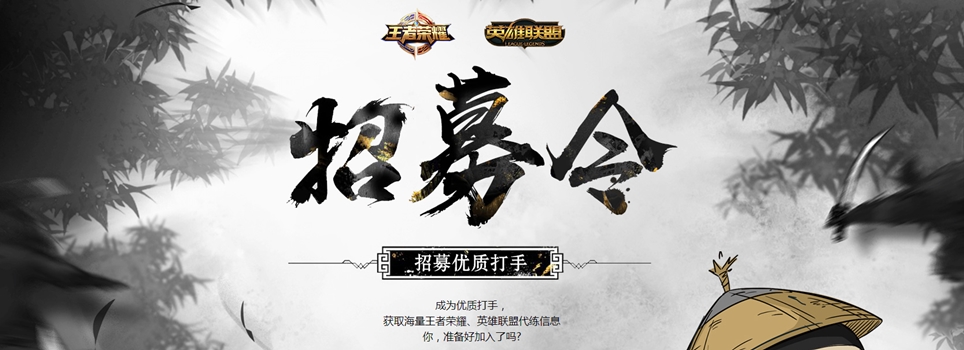 王者荣耀 英雄联盟
LEAGUE LEGENDS
招募令
招募优质打手
成为优质打手，
获取海量王者荣耀、英雄联盟代练信息
你，准备好加入了吗?